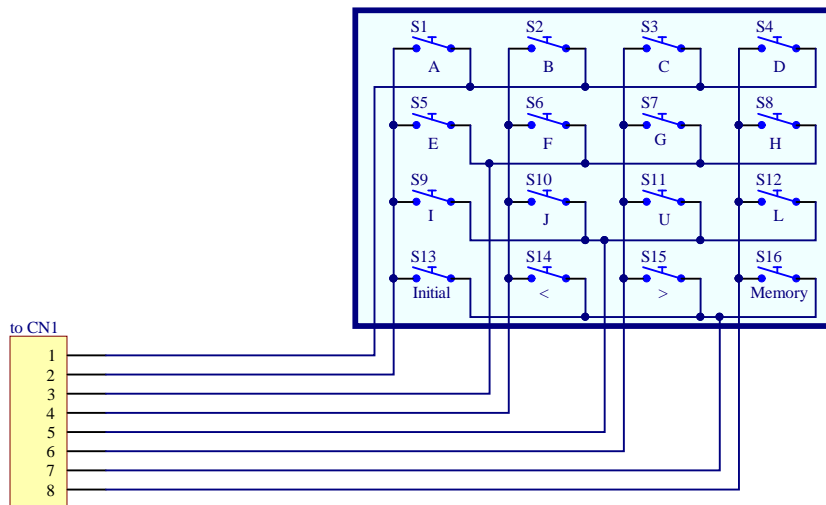 S1 S2 S3 S4
A B C D
S5 S6 S7 S8
E F G H
S9 S10 S11 S12
I J U L
S13 S14 S15 S16
Initial < > Memory
to CN1
1
2
3
4
5
6
7
8